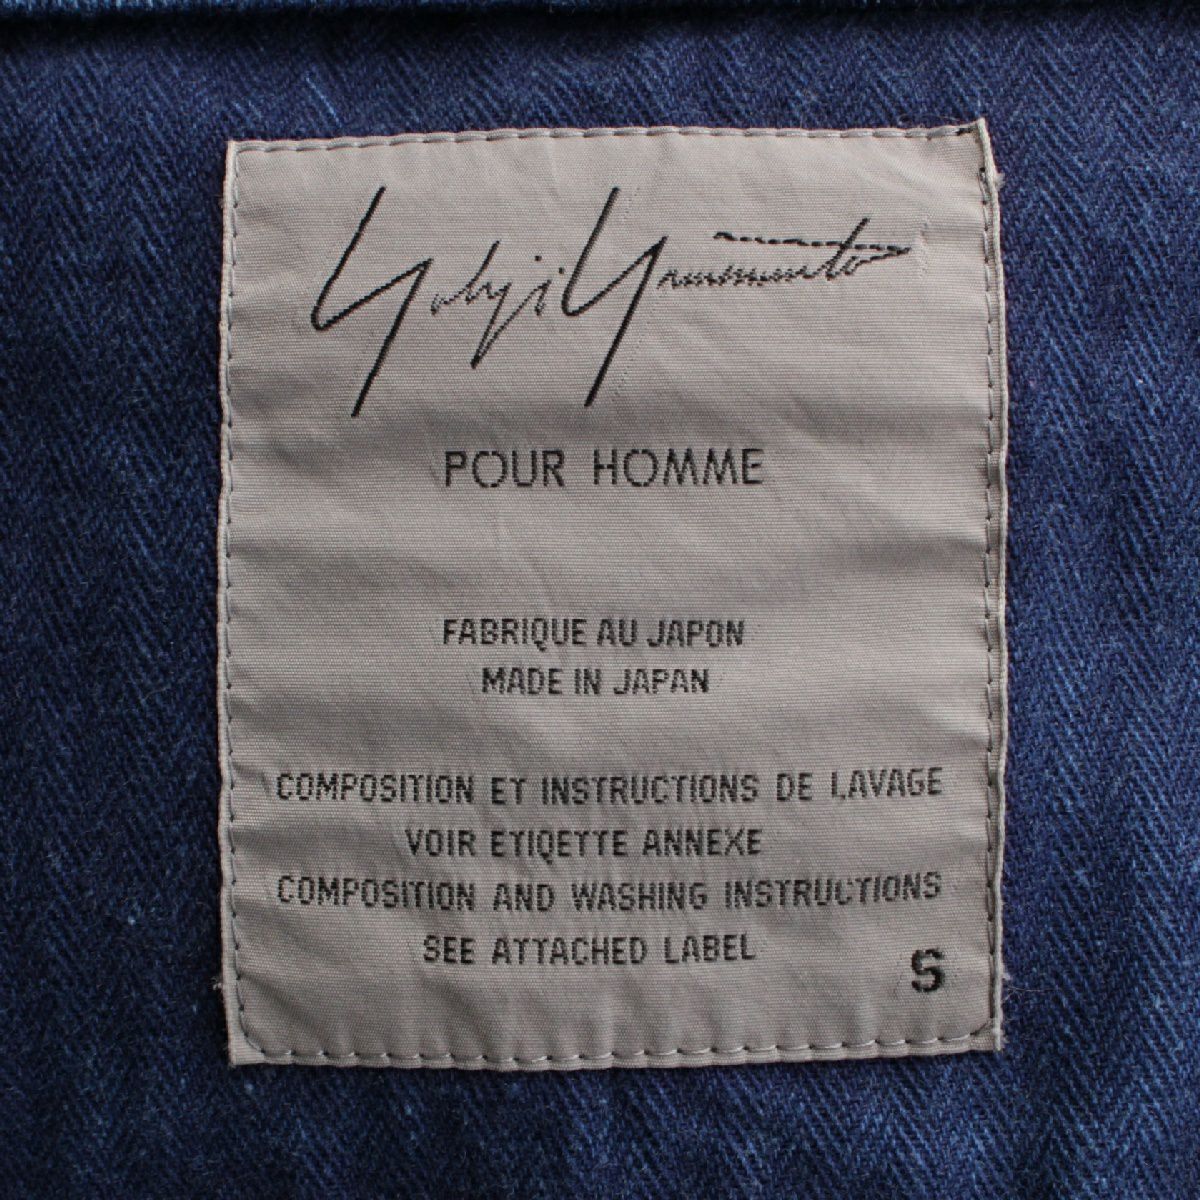 Yohji Yamamoto
POUR HOMME
FABRIQUE AU JAPON
MADE IN JAPAN
COMPOSITION ET INSTRUCTIONS DE LAVAGE
VOIR ETIQETTE ANNEXE
COMPOSITION AND WASHING INSTRUCTIONS
SEE ATTACHED LABEL
S